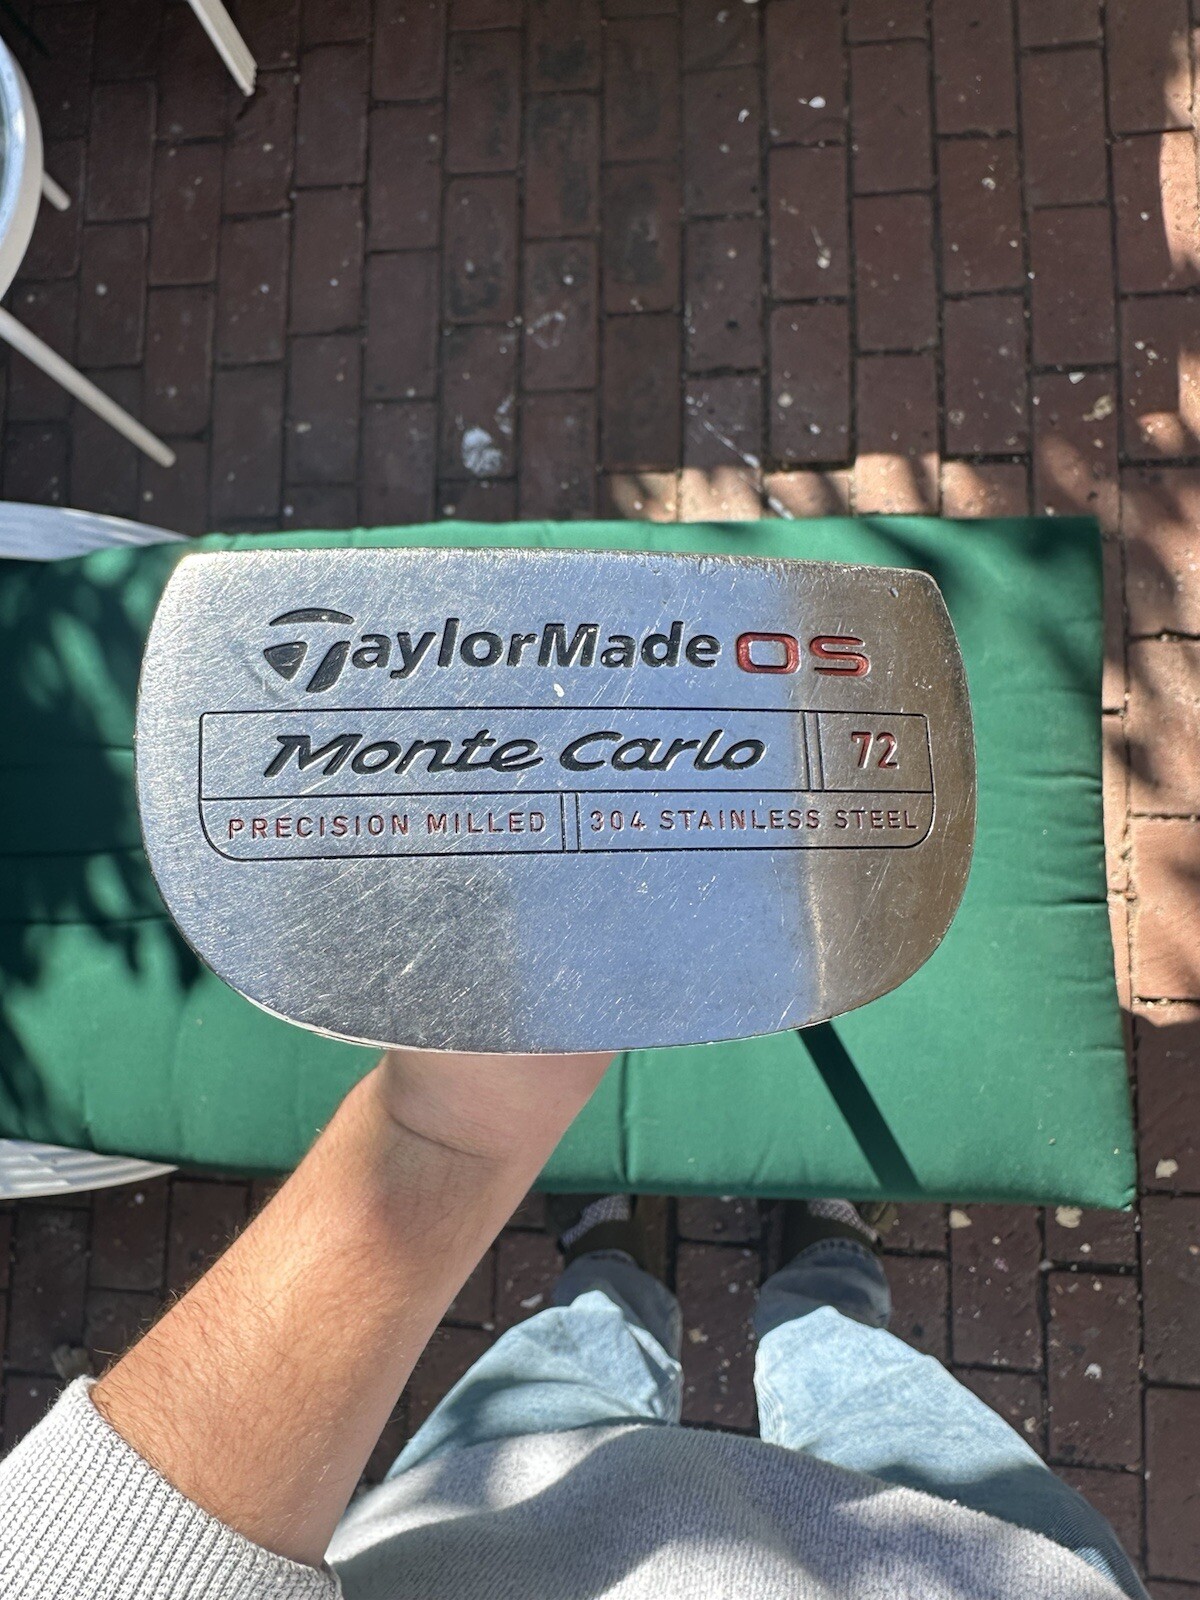 TaylorMade OS
Monte Carlo 72
PRECISION MILLED 304 STAINLESS STEEL